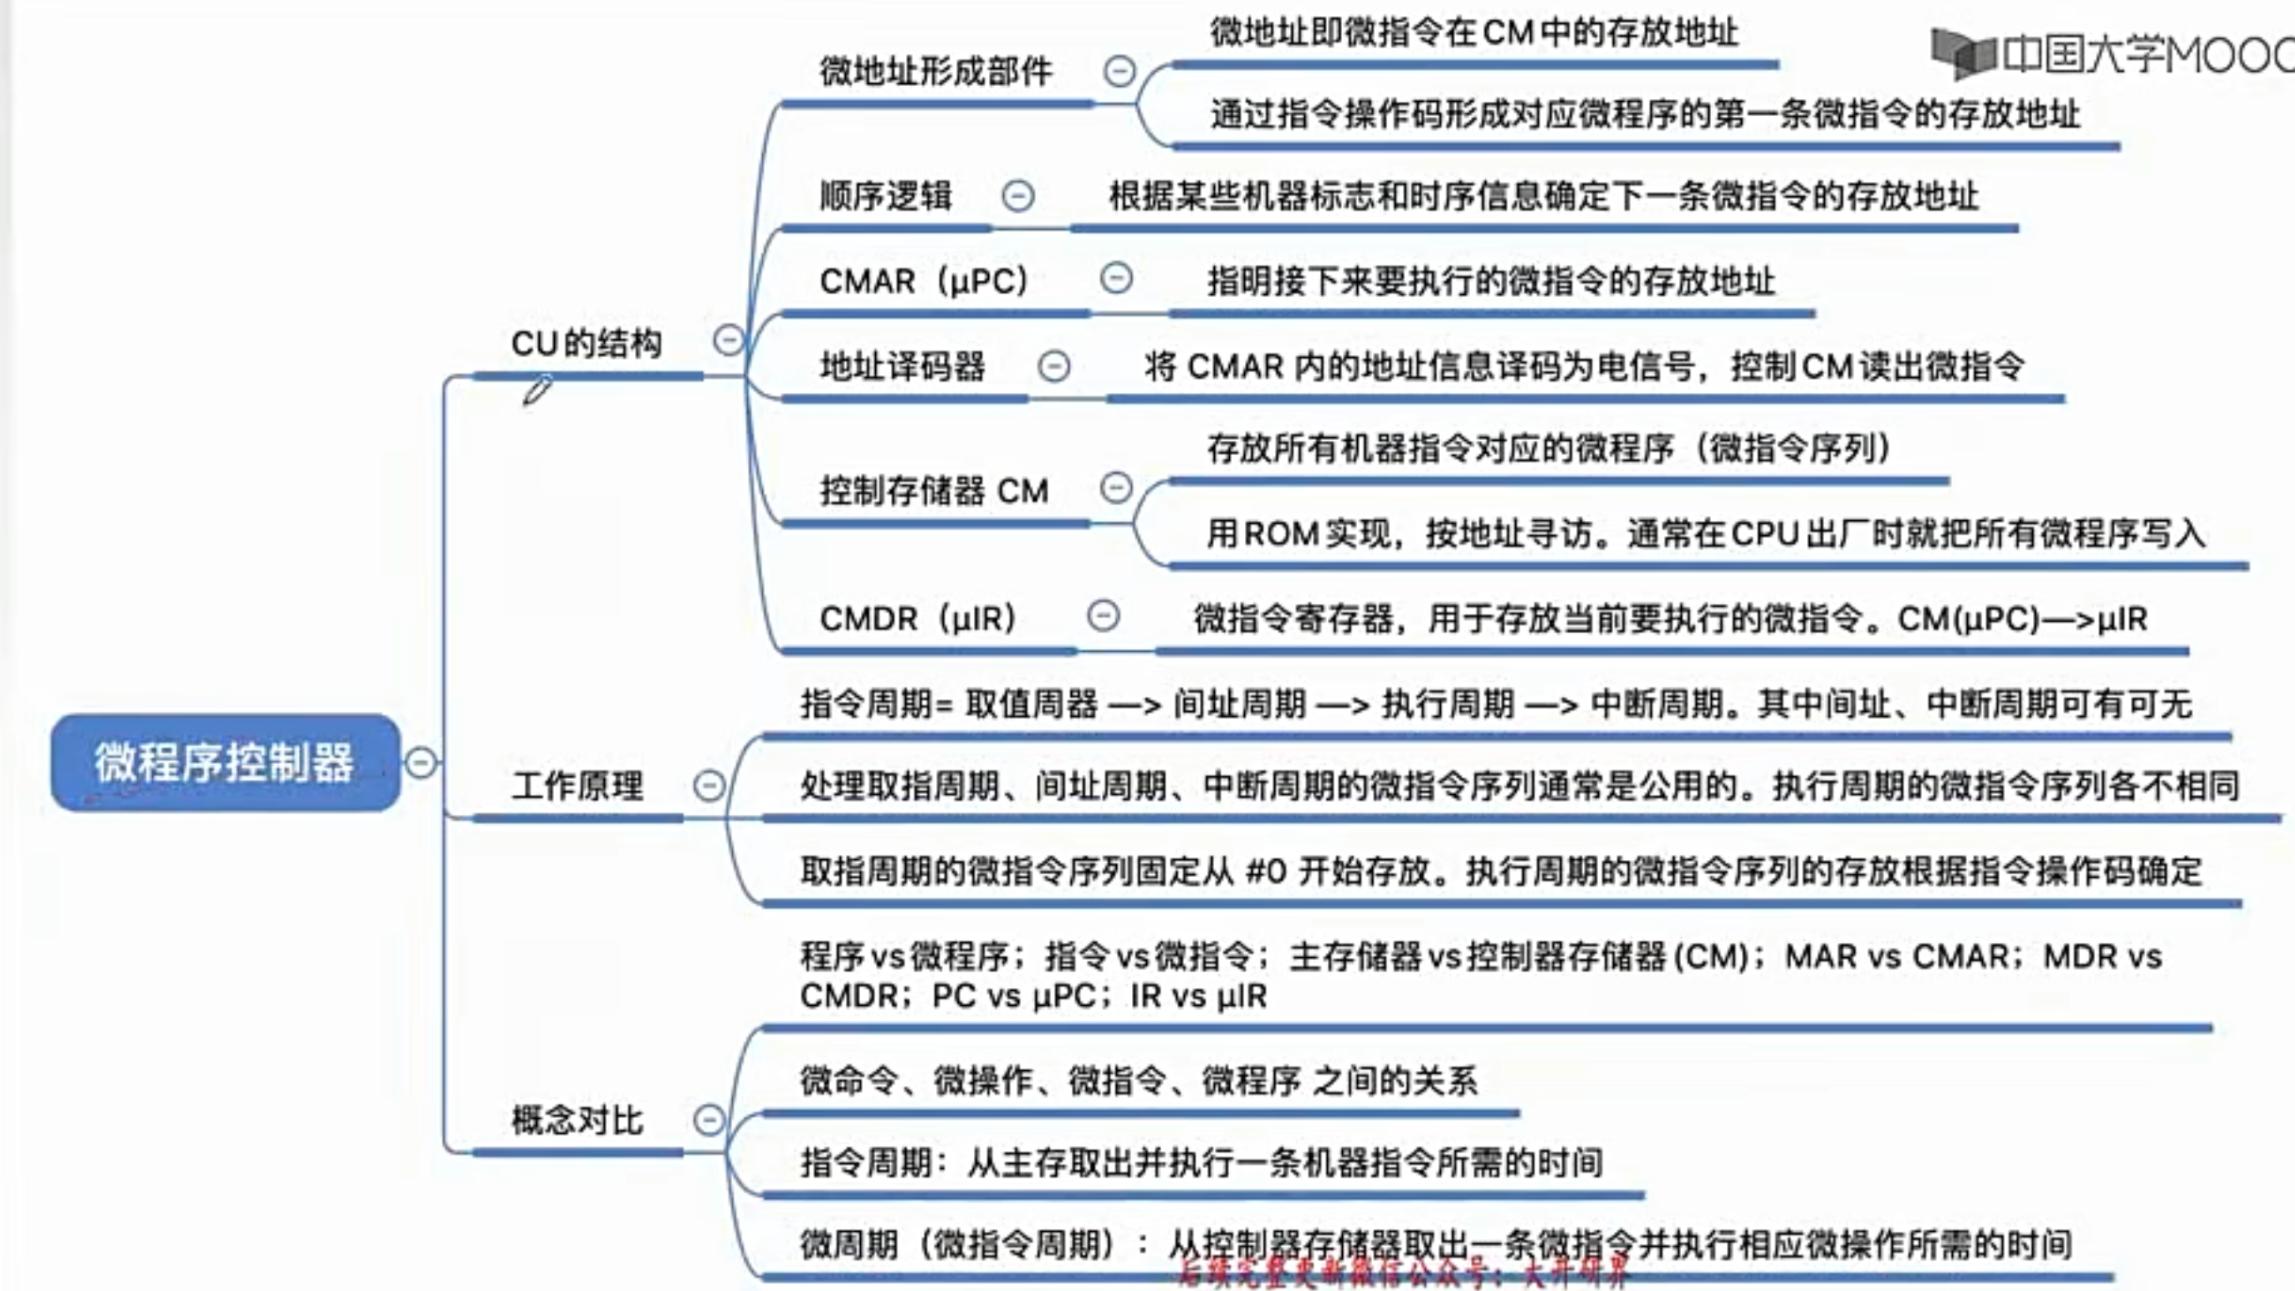 微地址即微指令在CM中的存放地址
中国大学MOOC
微地址形成部件
通过指令操作码形成对应微程序的第一条微指令的存放地址
顺序逻辑
根据某些机器标志和时序信息确定下一条微指令的存放地址
CMAR（μPC）
指明接下来要执行的微指令的存放地址
CU的结构
地址译码器
将 CMAR 内的地址信息译码为电信号，控制CM读出微指令
存放所有机器指令对应的微程序（微指令序列）
控制存储器 CM
用ROM实现，按地址寻访。通常在CPU出厂时就把所有微程序写入
CMDR（μIR）
微指令寄存器，用于存放当前要执行的微指令。CM(μPC)—>μIR
微程序控制器
指令周期= 取值周器 —> 间址周期 —> 执行周期 —> 中断周期。其中间址、中断周期可有可无
工作原理
处理取指周期、间址周期、中断周期的微指令序列通常是公用的。执行周期的微指令序列各不相同
取指周期的微指令序列固定从 #0 开始存放。执行周期的微指令序列的存放根据指令操作码确定
程序vs微程序；指令vs微指令；主存储器vs控制器存储器(CM)；MAR vs CMAR；MDR vs
CMDR；PC vs μPC；IR vs μIR
微命令、微操作、微指令、微程序 之间的关系
概念对比
指令周期：从主存取出并执行一条机器指令所需的时间
微周期（微指令周期）：从控制器存储器取出一条微指令并执行相应微操作所需的时间
后续完整更新微信公众号：大升研界